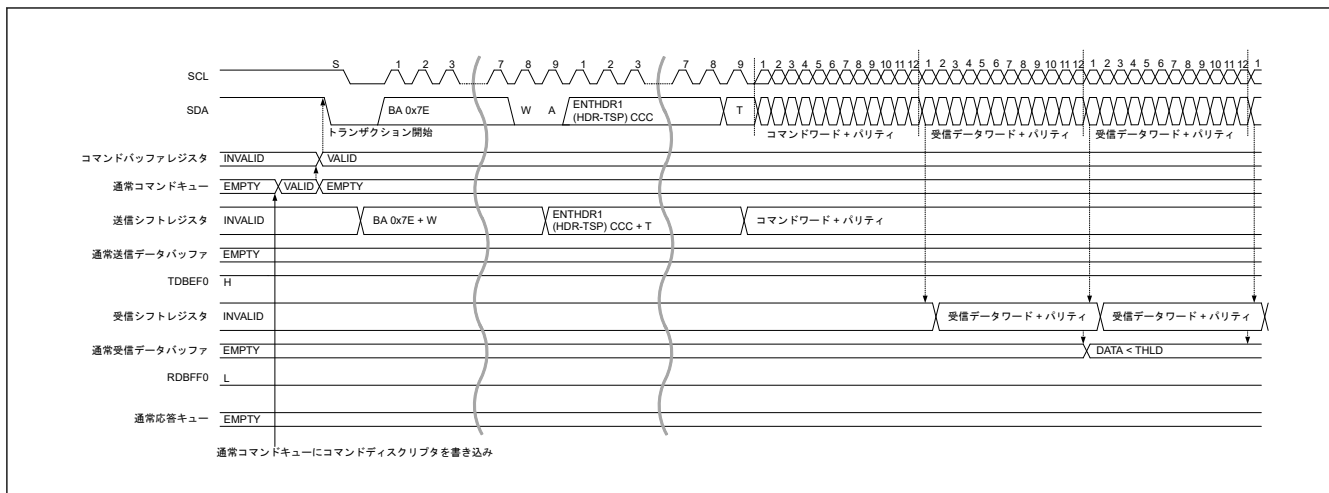 S 1 2 3 7 8 9 1 2 3 7 8 9 1 2 3 4 5 6 7 8 9 10 11 12 1 2 3 4 5 6 7 8 9 10 11 12 1 2 3 4 5 6 7 8 9 10 11 12 1
SCL
SDA BA 0x7E W A ENTHDR1
(HDR-TSP) CCC T
トランザクション開始 コマンドワード + パリティ 受信データワード + パリティ 受信データワード + パリティ
コマンドバッファレジスタ INVALID VALID
通常コマンドキュー EMPTY VALID EMPTY
送信シフトレジスタ INVALID BA 0x7E + W ENTHDR1
(HDR-TSP) CCC + T コマンドワード + パリティ
通常送信データバッファ EMPTY
TDBEF0 H
受信シフトレジスタ INVALID 受信データワード + パリティ 受信データワード + パリティ
通常受信データバッファ EMPTY DATA < THLD
RDBFF0 L
通常応答キュー EMPTY
通常コマンドキューにコマンドディスクリプタを書き込み